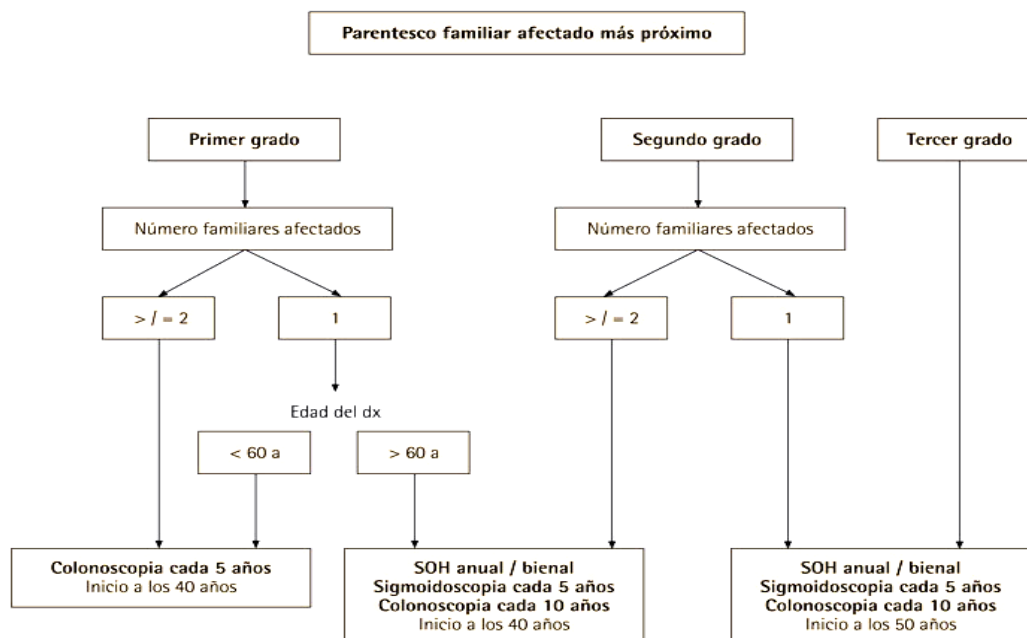 Parentesco familiar afectado más próximo
Primer grado
Segundo grado
Tercer grado
Número familiares afectados
Número familiares afectados
> / = 2
1
> / = 2
1
Edad del dx
< 60 a
> 60 a
Colonoscopia cada 5 años
Inicio a los 40 años
SOH anual / bienal
Sigmoidoscopia cada 5 años
Colonoscopia cada 10 años
Inicio a los 40 años
SOH anual / bienal
Sigmoidoscopia cada 5 años
Colonoscopia cada 10 años
Inicio a los 50 años